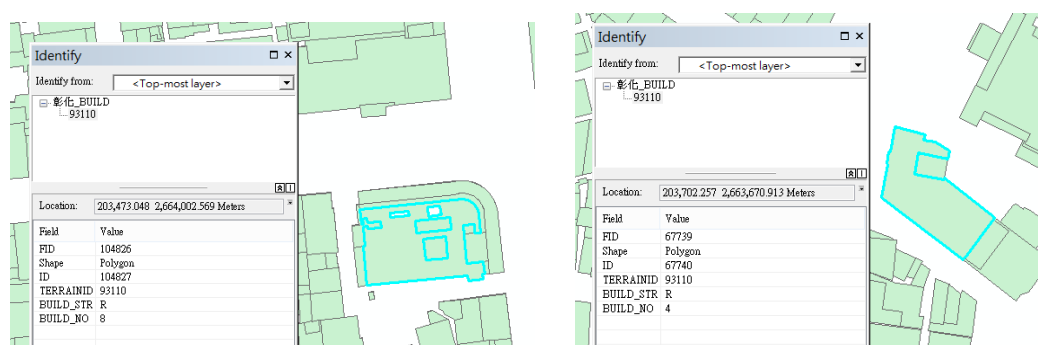 Identify
Identify from: <Top-most layer>
彰化_BUILD
93110
Location: 203,473.048 2,664,002.569 Meters
Field Value
FID 104826
Shape Polygon
ID 104827
TERRAINID 93110
BUILD_STR R
BUILD_NO 8
Identify
Identify from: <Top-most layer>
彰化_BUILD
93110
Location: 203,702.257 2,663,670.913 Meters
Field Value
FID 67739
Shape Polygon
ID 67740
TERRAINID 93110
BUILD_STR R
BUILD_NO 4